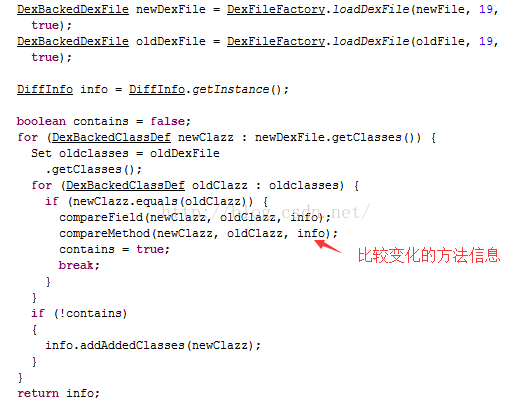 DexBackedDexFile newDexFile = DexFileFactory.loadDexFile(newFile, 19,
true);
DexBackedDexFile oldDexFile = DexFileFactory.loadDexFile(oldFile, 19,
true);
DiffInfo info = DiffInfo.getInstance();
boolean contains = false;
for (DexBackedClassDef newClazz : newDexFile.getClasses()) {
Set oldclasses = oldDexFile
.getClasses();
for (DexBackedClassDef oldClazz : oldclasses) {
if (newClazz.equals(oldClazz)) {
http://blog.csdn.net/
compareField(newClazz, oldClazz, info);
compareMethod(newClazz, oldClazz, info);
contains = true;
比较变化的方法信息
break;
}
}
if (!contains)
{
info.addAddedClasses(newClazz);
}
}
return info;